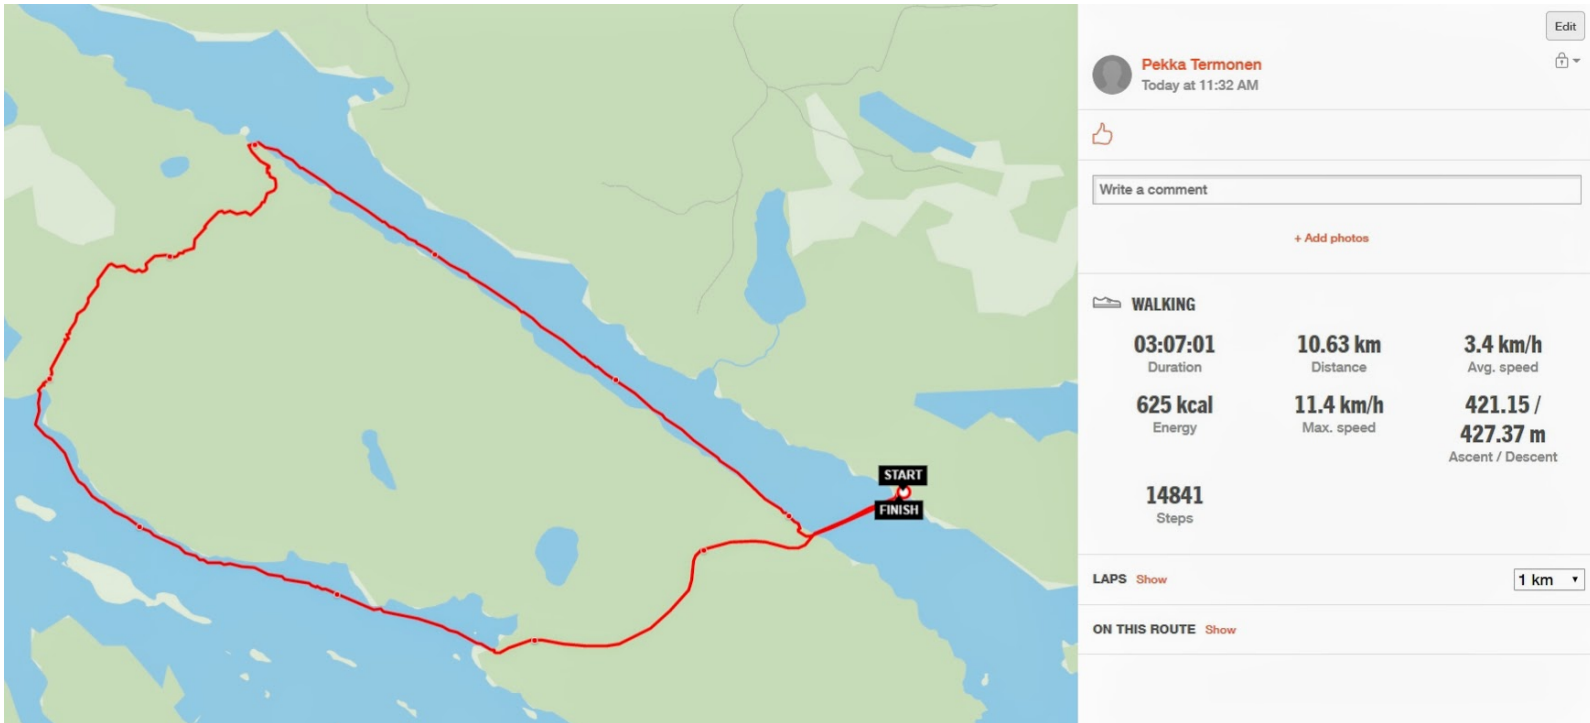 START
FINISH
Edit
Pekka Termonen
Today at 11:32 AM
Write a comment
+ Add photos
WALKING
03:07:01
Duration
10.63 km
Distance
3.4 km/h
Avg. speed
625 kcal
Energy
11.4 km/h
Max. speed
421.15 /
427.37 m
Ascent / Descent
14841
Steps
LAPS Show
1 km
ON THIS ROUTE Show